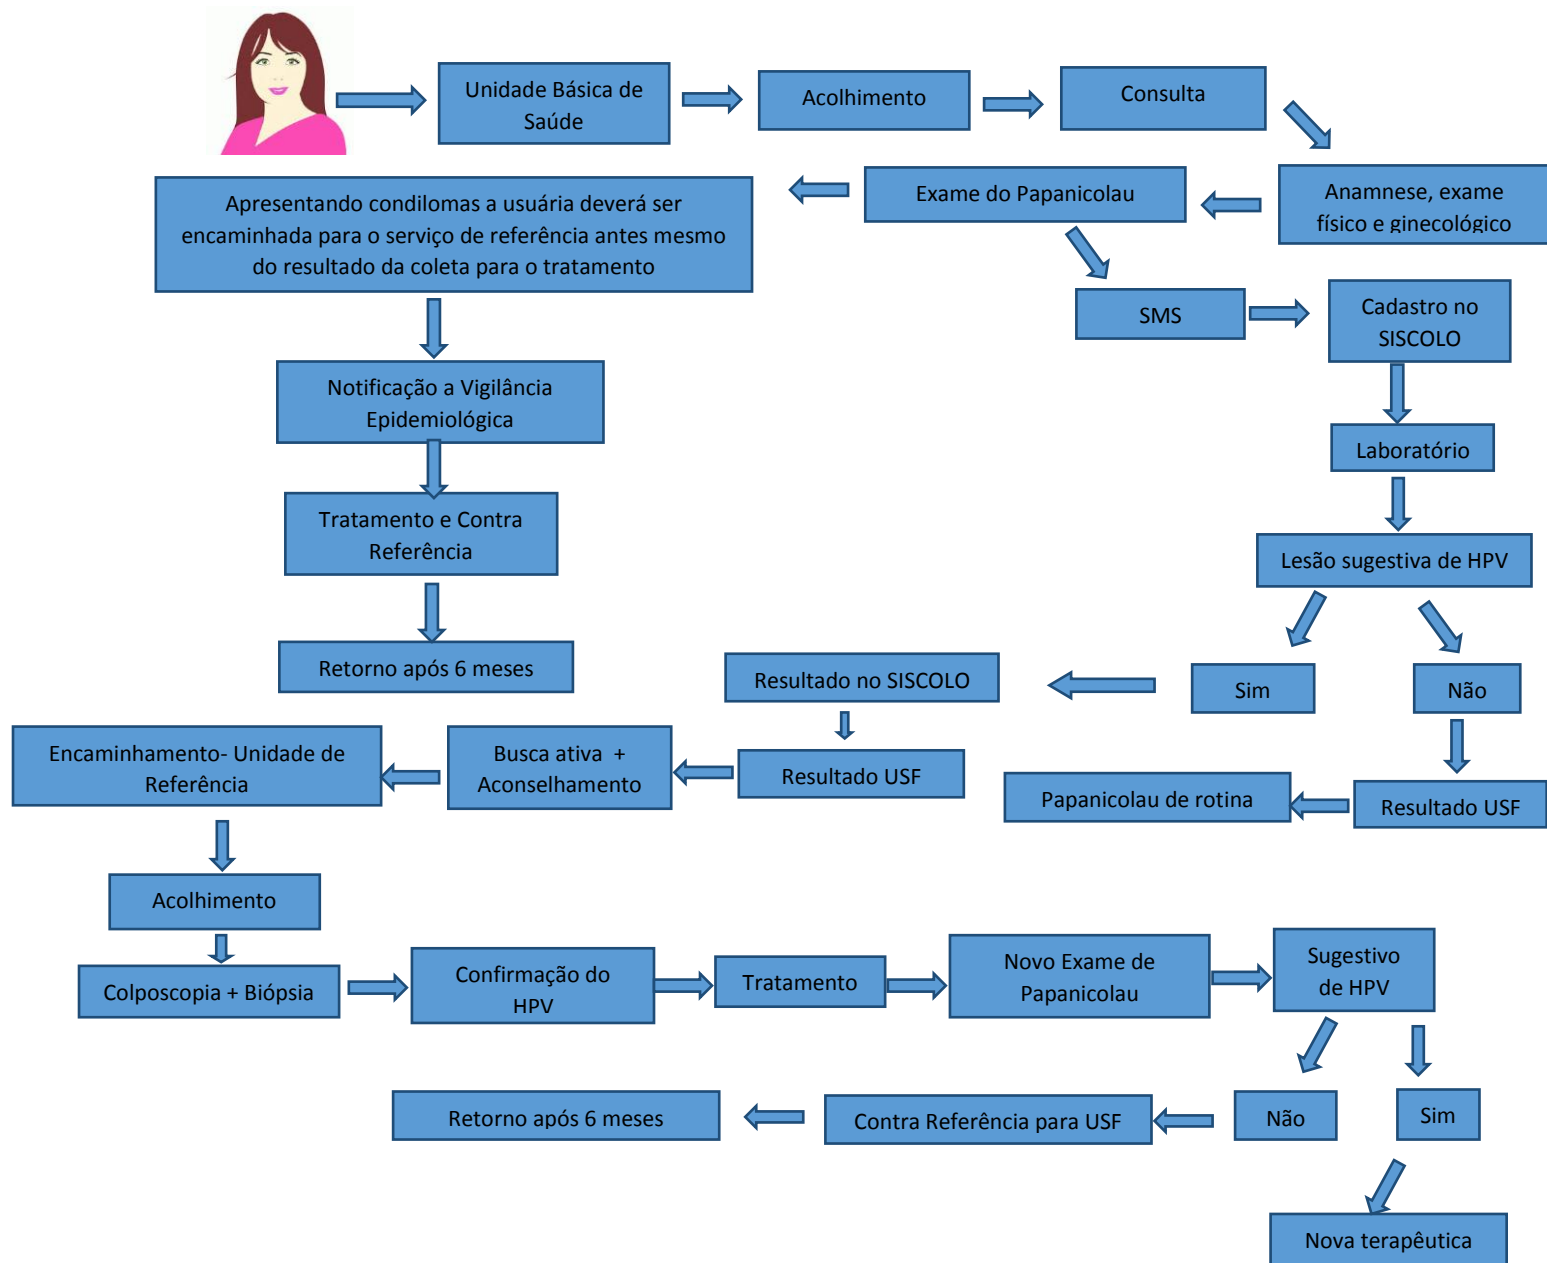 Unidade Básica de
Saúde
Acolhimento
Consulta
Anamnese, exame
físico e ginecológico
Exame do Papanicolau
Apresentando condilomas a usuária deverá ser
encaminhada para o serviço de referência antes mesmo
do resultado da coleta para o tratamento
SMS
Cadastro no
SISCOLO
Notificação a Vigilância
Epidemiológica
Laboratório
Tratamento e Contra
Referência
Lesão sugestiva de HPV
Retorno após 6 meses
Resultado no SISCOLO
Sim
Não
Encaminhamento- Unidade de
Referência
Busca ativa +
Aconselhamento
Resultado USF
Papanicolau de rotina
Resultado USF
Acolhimento
Colposcopia + Biópsia
Confirmação do
HPV
Tratamento
Novo Exame de
Papanicolau
Sugestivo
de HPV
Retorno após 6 meses
Contra Referência para USF
Não
Sim
Nova terapêutica